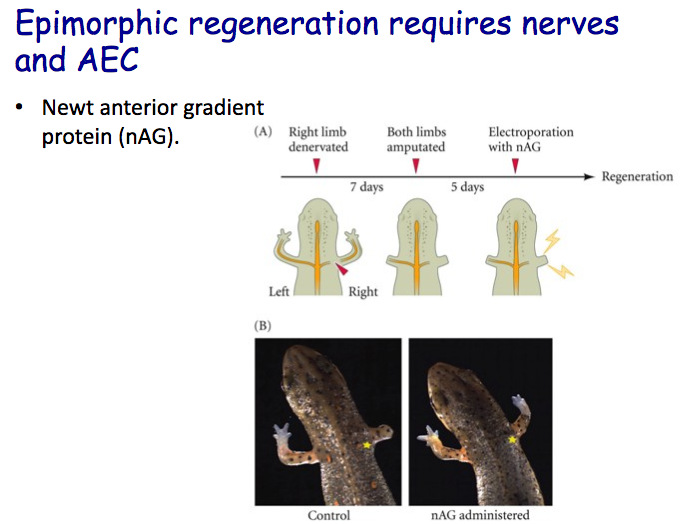 Epimorphic regeneration requires nerves
and AEC
• Newt anterior gradient
protein (nAG).
(A)
Right limb
denervated
Both limbs
amputated
Electroporation
with nAG
7 days
5 days
Regeneration
Left
Right
(B)
Control
nAG administered